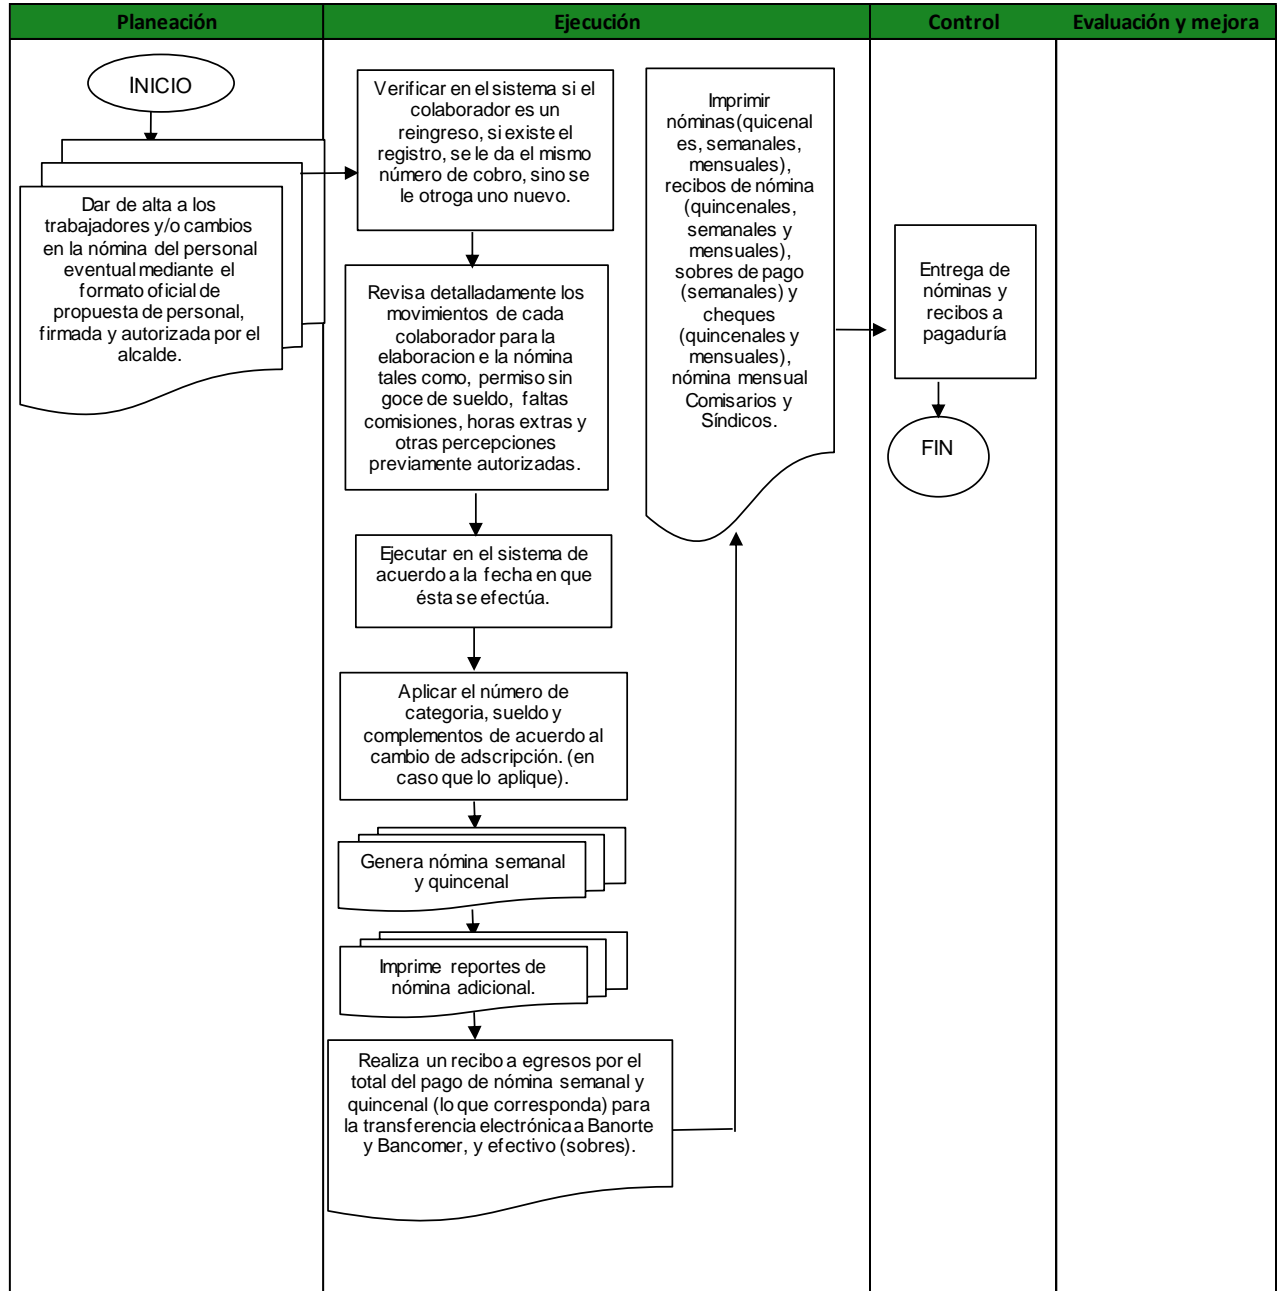 Planeación
Ejecución
Control
Evaluación y mejora
INICIO
Dar de alta a los
trabajadores y/o cambios
en la nómina del personal
eventual mediante el
formato oficial de
propuesta de personal,
firmada y autorizada por el
alcalde.
Verificar en el sistema si el
colaborador es un
reingreso, si existe el
registro, se le da el mismo
número de cobro, sino se
le otroga uno nuevo.
Revisa detalladamente los
movimientos de cada
colaborador para la
elaboracion e la nómina
tales como, permiso sin
goce de sueldo, faltas
comisiones, horas extras y
otras percepciones
previamente autorizadas.
Ejecutar en el sistema de
acuerdo a la fecha en que
ésta se efectúa.
Aplicar el número de
categoria, sueldo y
complementos de acuerdo al
cambio de adscripción. (en
caso que lo aplique).
Genera nómina semanal
y quincenal
Imprime reportes de
nómina adicional.
Realiza un recibo a egresos por el
total del pago de nómina semanal y
quincenal (lo que corresponda) para
la transferencia electrónica a Banorte
y Bancomer, y efectivo (sobres).
Imprimir
nóminas(quicenal
es, semanales,
mensuales),
recibos de nómina
(quincenales,
semanales y
mensuales),
sobres de pago
(semanales) y
cheques
(quincenales y
mensuales),
nómina mensual
Comisarios y
Síndicos.
Entrega de
nóminas y
recibos a
pagaduría
FIN